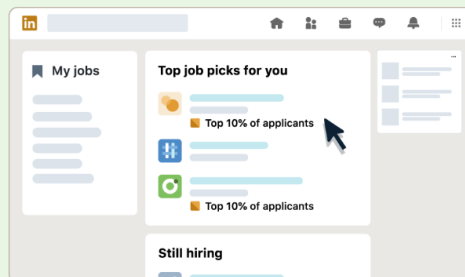 in
My jobs
Top job picks for you
Top 10% of applicants
Top 10% of applicants
Still hiring